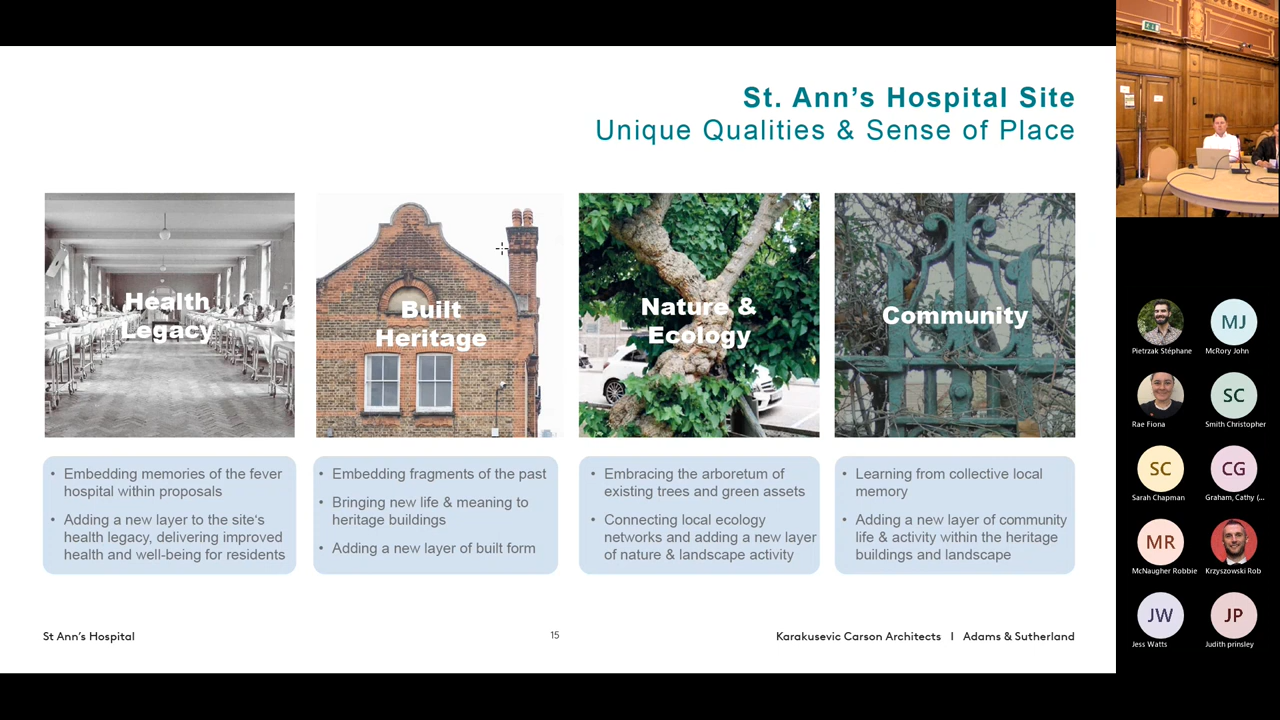 St. Ann's Hospital Site
Unique Qualities & Sense of Place
Health
Legacy
Built
Heritage
Nature &
Ecology
Community
• Embedding memories of the fever
hospital within proposals
• Adding a new layer to the site's
health legacy, delivering improved
health and well-being for residents
• Embedding fragments of the past
• Bringing new life & meaning to
heritage buildings
• Adding a new layer of built form
• Embracing the arboretum of
existing trees and green assets
• Connecting local ecology
networks and adding a new layer
of nature & landscape activity
• Learning from collective local
memory
• Adding a new layer of community
life & activity within the heritage
buildings and landscape
St Ann's Hospital
15
Karakusevic Carson Architects I Adams & Sutherland
Pietrzak Stéphane
MJ
McRory John
Rae Fiona
SC
Smith Christopher
SC
Sarah Chapman
CG
Graham, Cathy (...
MR
McNaugher Robbie
Krzyszowski Rob
JW
Jess Watts
JP
Judith prinsley